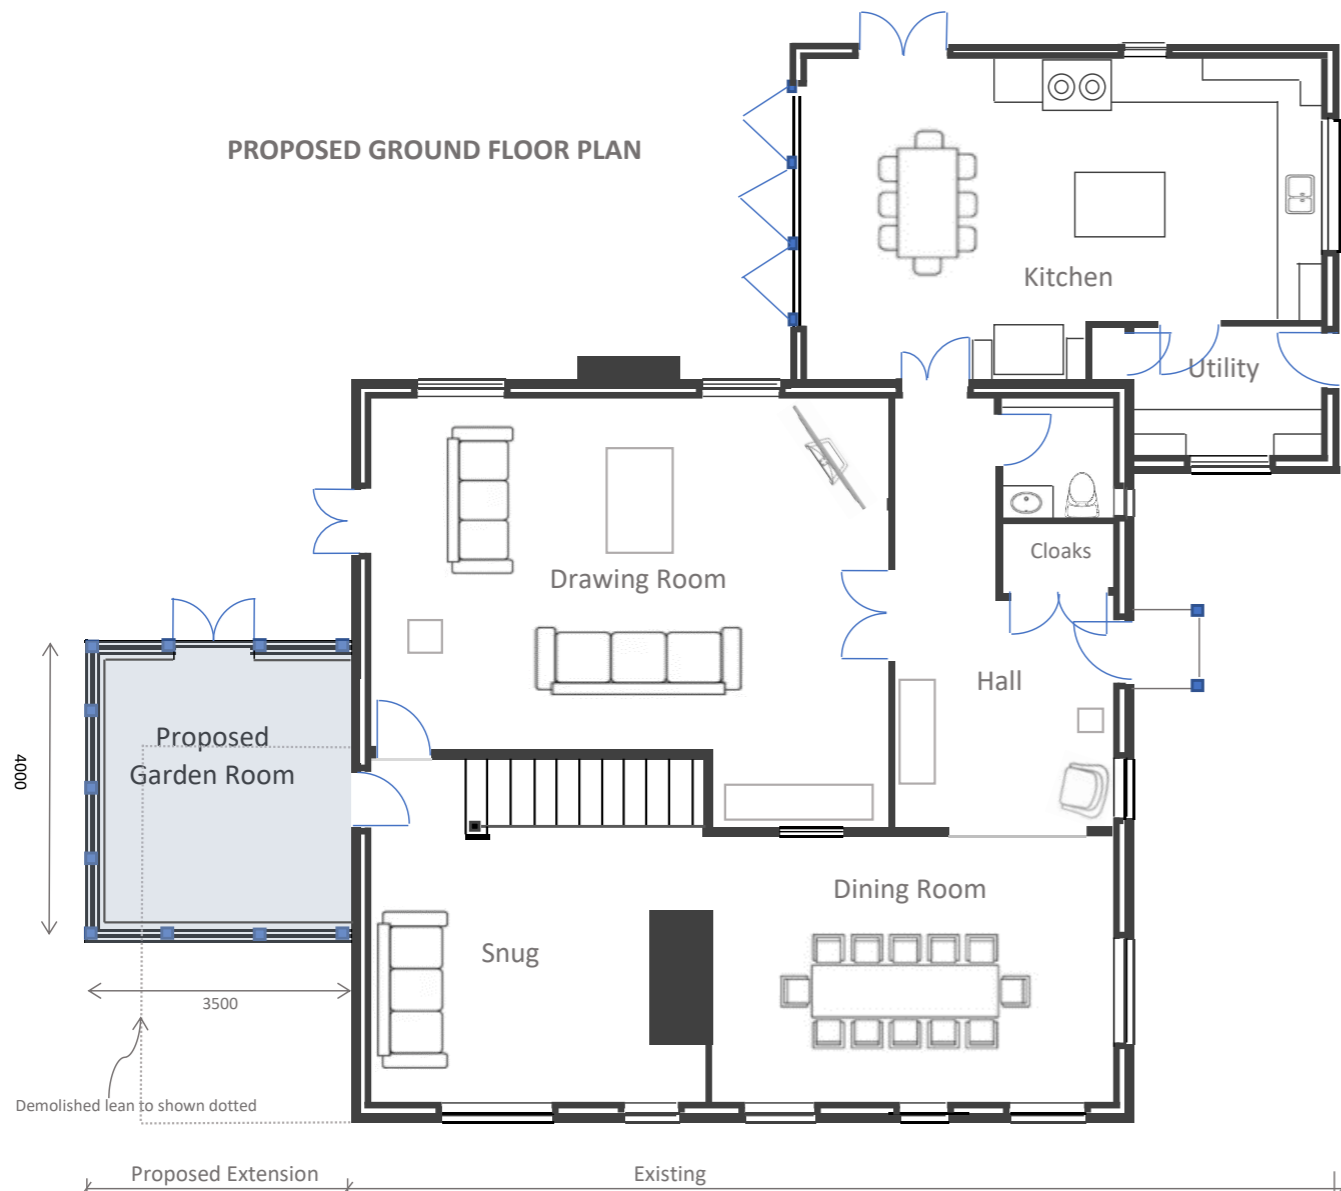 PROPOSED GROUND FLOOR PLAN
Kitchen
Utility
Cloaks
Drawing Room
Hall
Proposed
Garden Room
4000
Dining Room
Snug
3500
Demolished lean to shown dotted
Proposed Extension
Existing